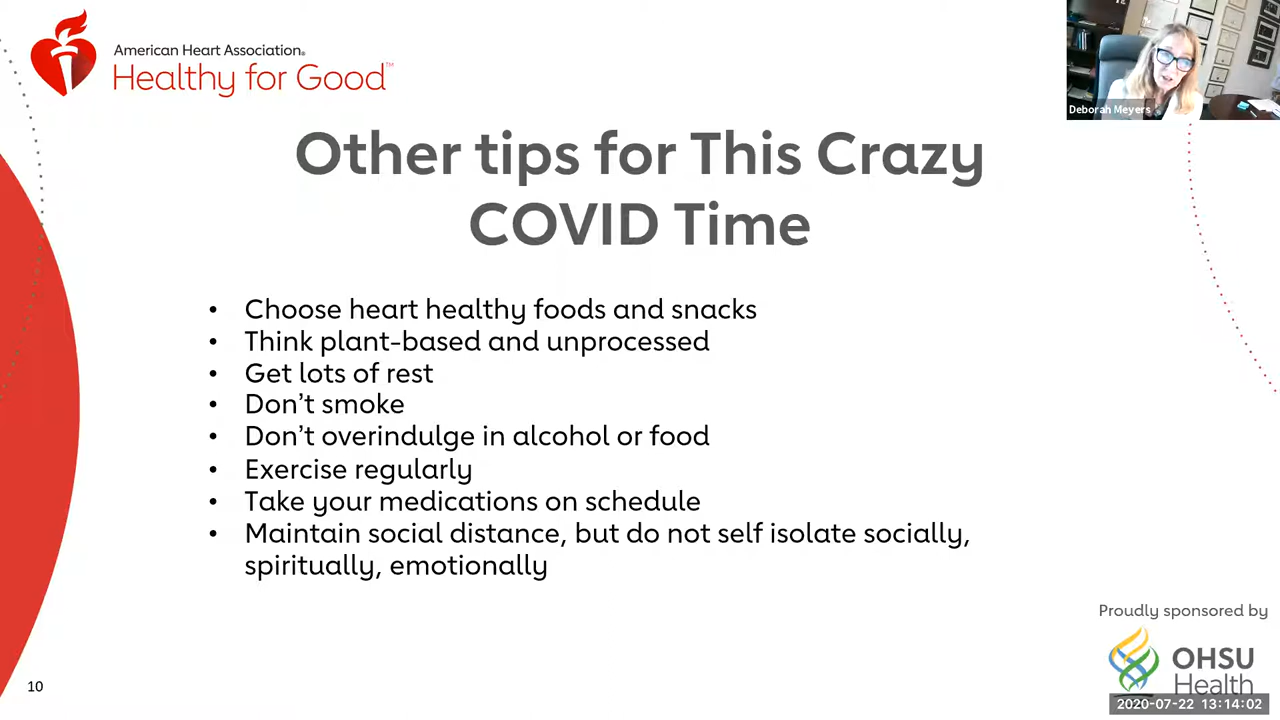 American Heart Association®
Healthy for Good™
Deborah Meyers
Other tips for This Crazy
COVID Time
• Choose heart healthy foods and snacks
• Think plant-based and unprocessed
• Get lots of rest
• Don't smoke
• Don't overindulge in alcohol or food
• Exercise regularly
• Take your medications on schedule
• Maintain social distance, but do not self isolate socially,
spiritually, emotionally
Proudly sponsored by
OHSU
Health
10
2020-07-22 13:14:02